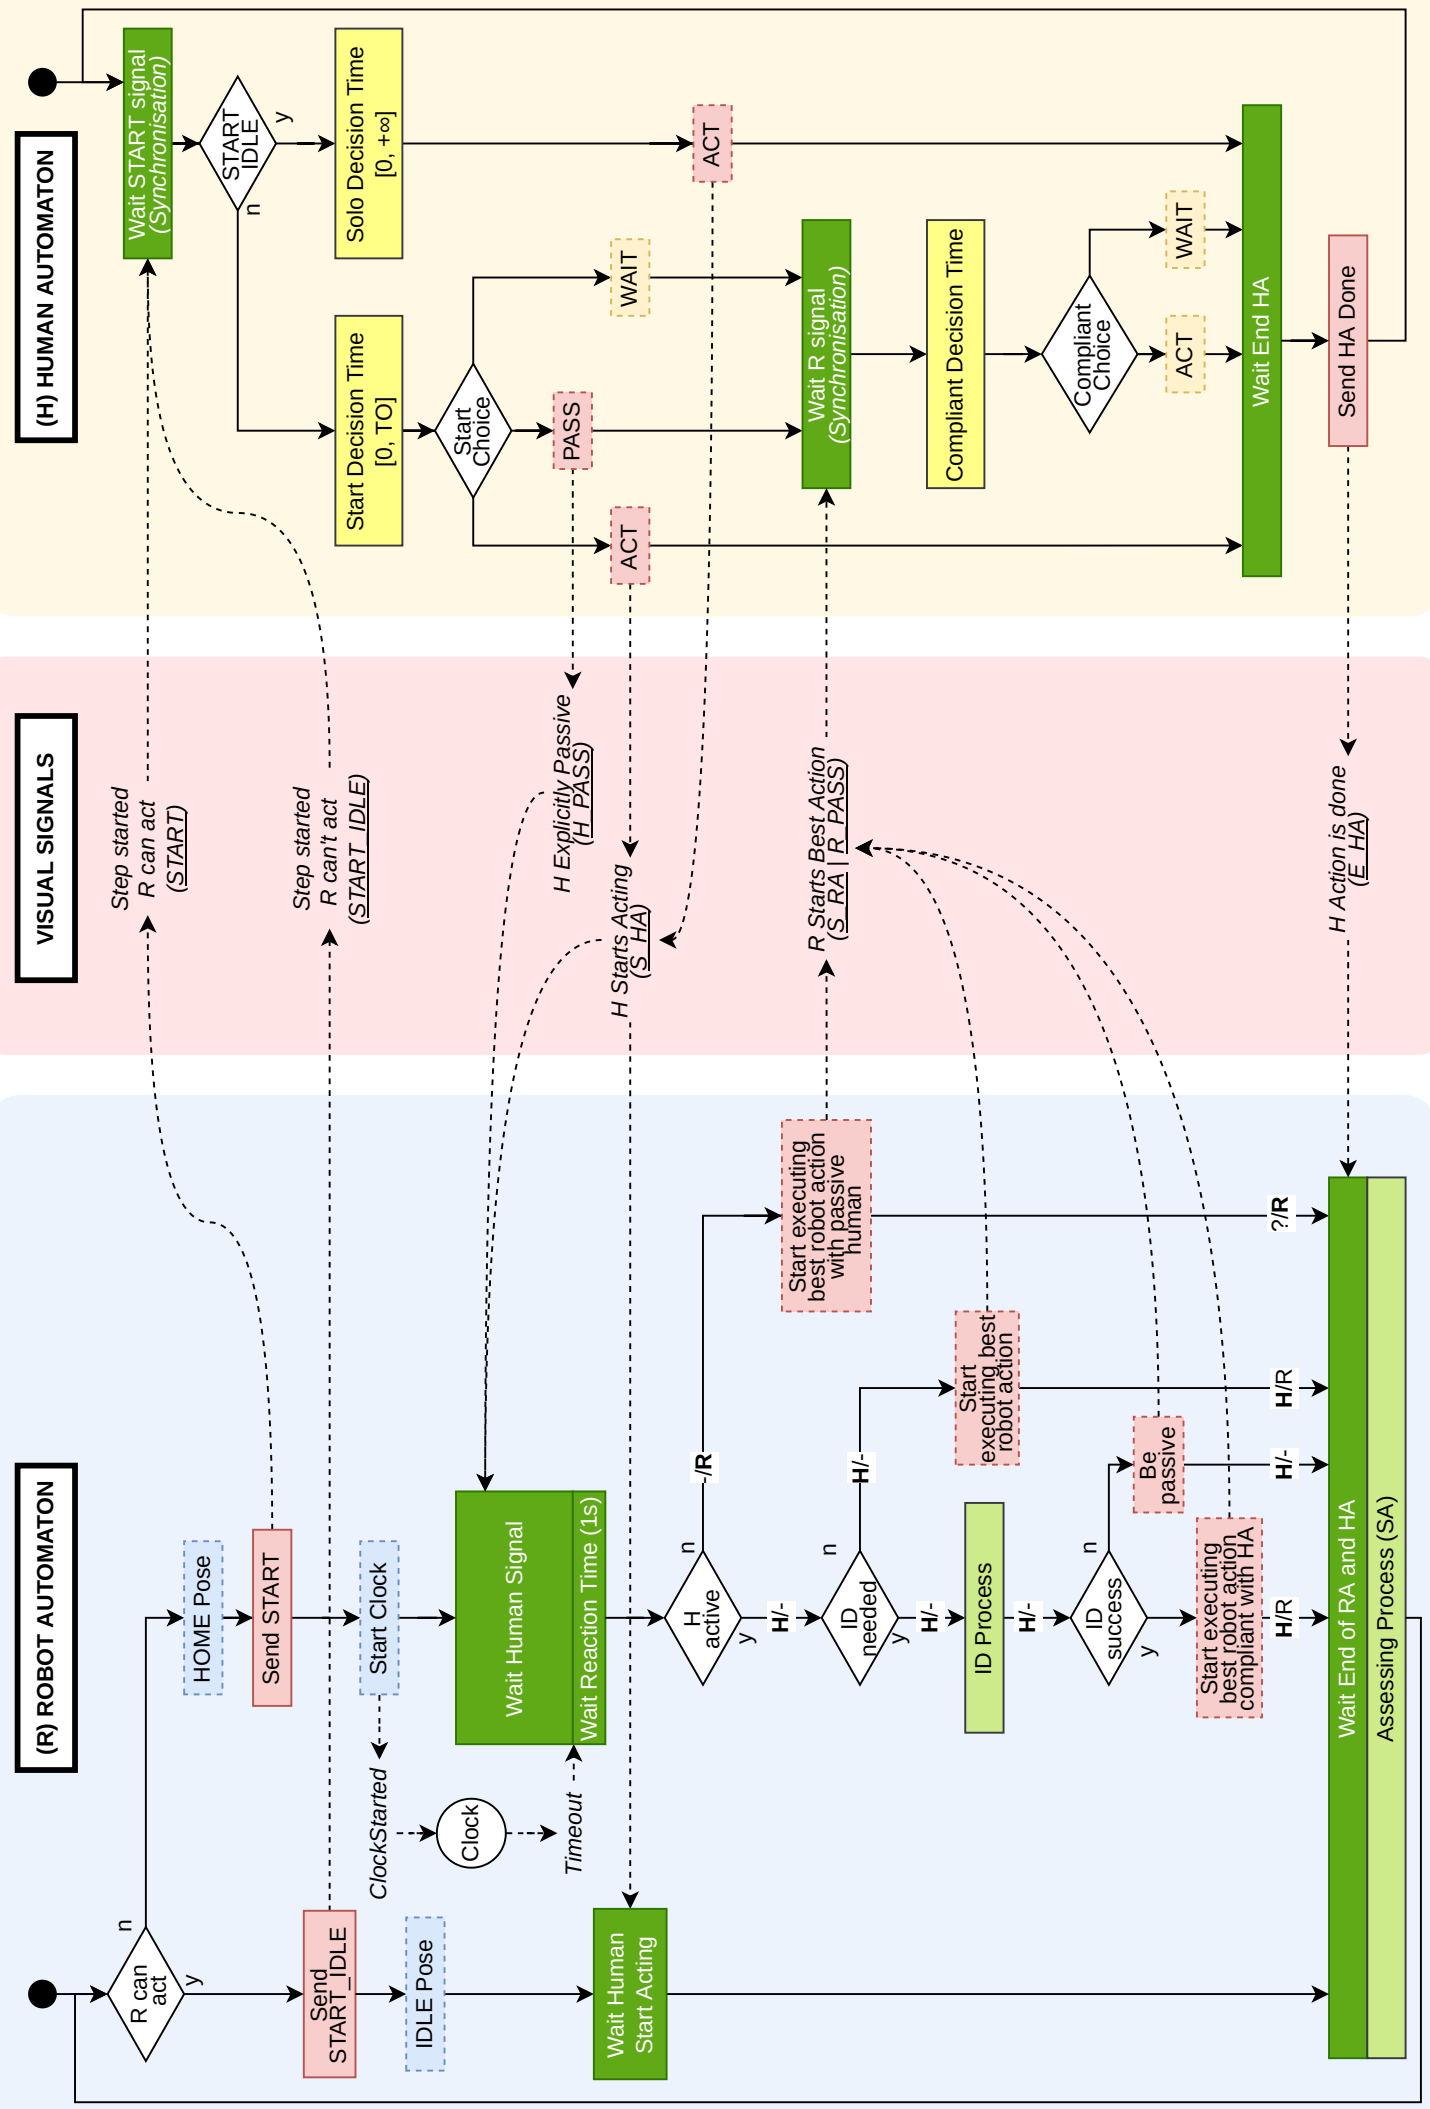 (R) ROBOT AUTOMATON
R can
act
n
y
HOME Pose
Send START
Send
START_IDLE
Start Clock
IDLE Pose
ClockStarted
Clock
Timeout
Wait Human Signal
Wait Reaction Time (1s)
Wait Human
Start Acting
H
active
n
y
-/R
H/-
ID
needed
n
y
H/-
H/-
ID Process
H/-
ID
success
n
y
Start executing
best robot action
with passive
human
Start
executing best
robot action
Be
passive
Start executing
best robot action
compliant with HA
H/R
H/-
H/R
?/R
Wait End of RA and HA
Assessing Process (SA)
VISUAL SIGNALS
Step started
R can act
(START)
Step started
R can't act
(START_IDLE)
H Explicitly Passive
(H_PASS)
H Starts Acting
(S_HA)
R Starts Best Action
(S_RA | R_PASS)
H Action is done
(E_HA)
(H) HUMAN AUTOMATON
Wait START signal
(Synchronisation)
START
IDLE
n
y
Start Decision Time
[0, TO]
Solo Decision Time
[0, +∞]
Start
Choice
PASS
ACT
WAIT
ACT
Wait R signal
(Synchronisation)
Compliant Decision Time
Compliant
Choice
ACT
WAIT
Wait End HA
Send HA Done